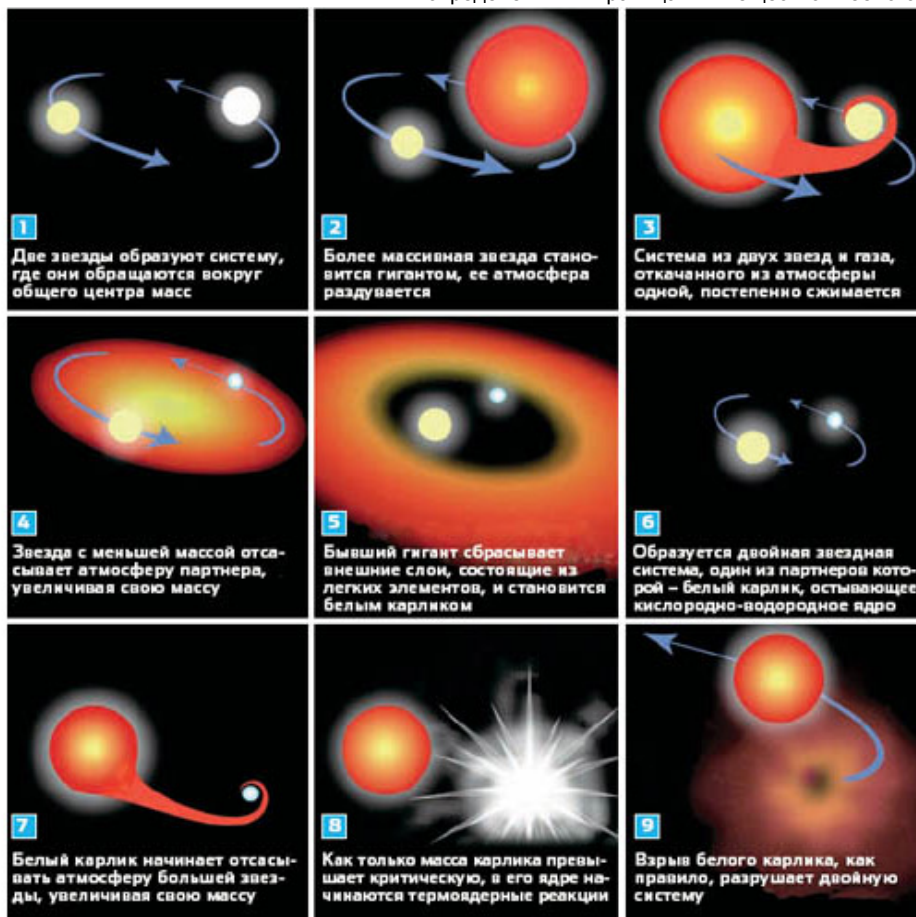 1
Две звезды образуют систему,
где они обращаются вокруг
общего центра масс
2
Более массивная звезда стано-
вится гигантом, ее атмосфера
раздувается
3
Система из двух звезд и газа,
откачанного из атмосферы
одной, постепенно сжимается
4
Звезда с меньшей массой отса-
сывает атмосферу партнера,
увеличивая свою массу
5
Бывший гигант сбрасывает
внешние слои, состоящие из
легких элементов, и становится
белым карликом
6
Образуется двойная звездная
система, один из партнеров кото-
рой – белый карлик, остывающее
кислородно-водородное ядро
7
Белый карлик начинает отсасы-
вать атмосферу большей звез-
ды, увеличивая свою массу
8
Как только масса карлика превы-
шает критическую, в его ядре на-
чинаются термоядерные реакции
9
Взрыв белого карлика, как
правило, разрушает двойную
систему